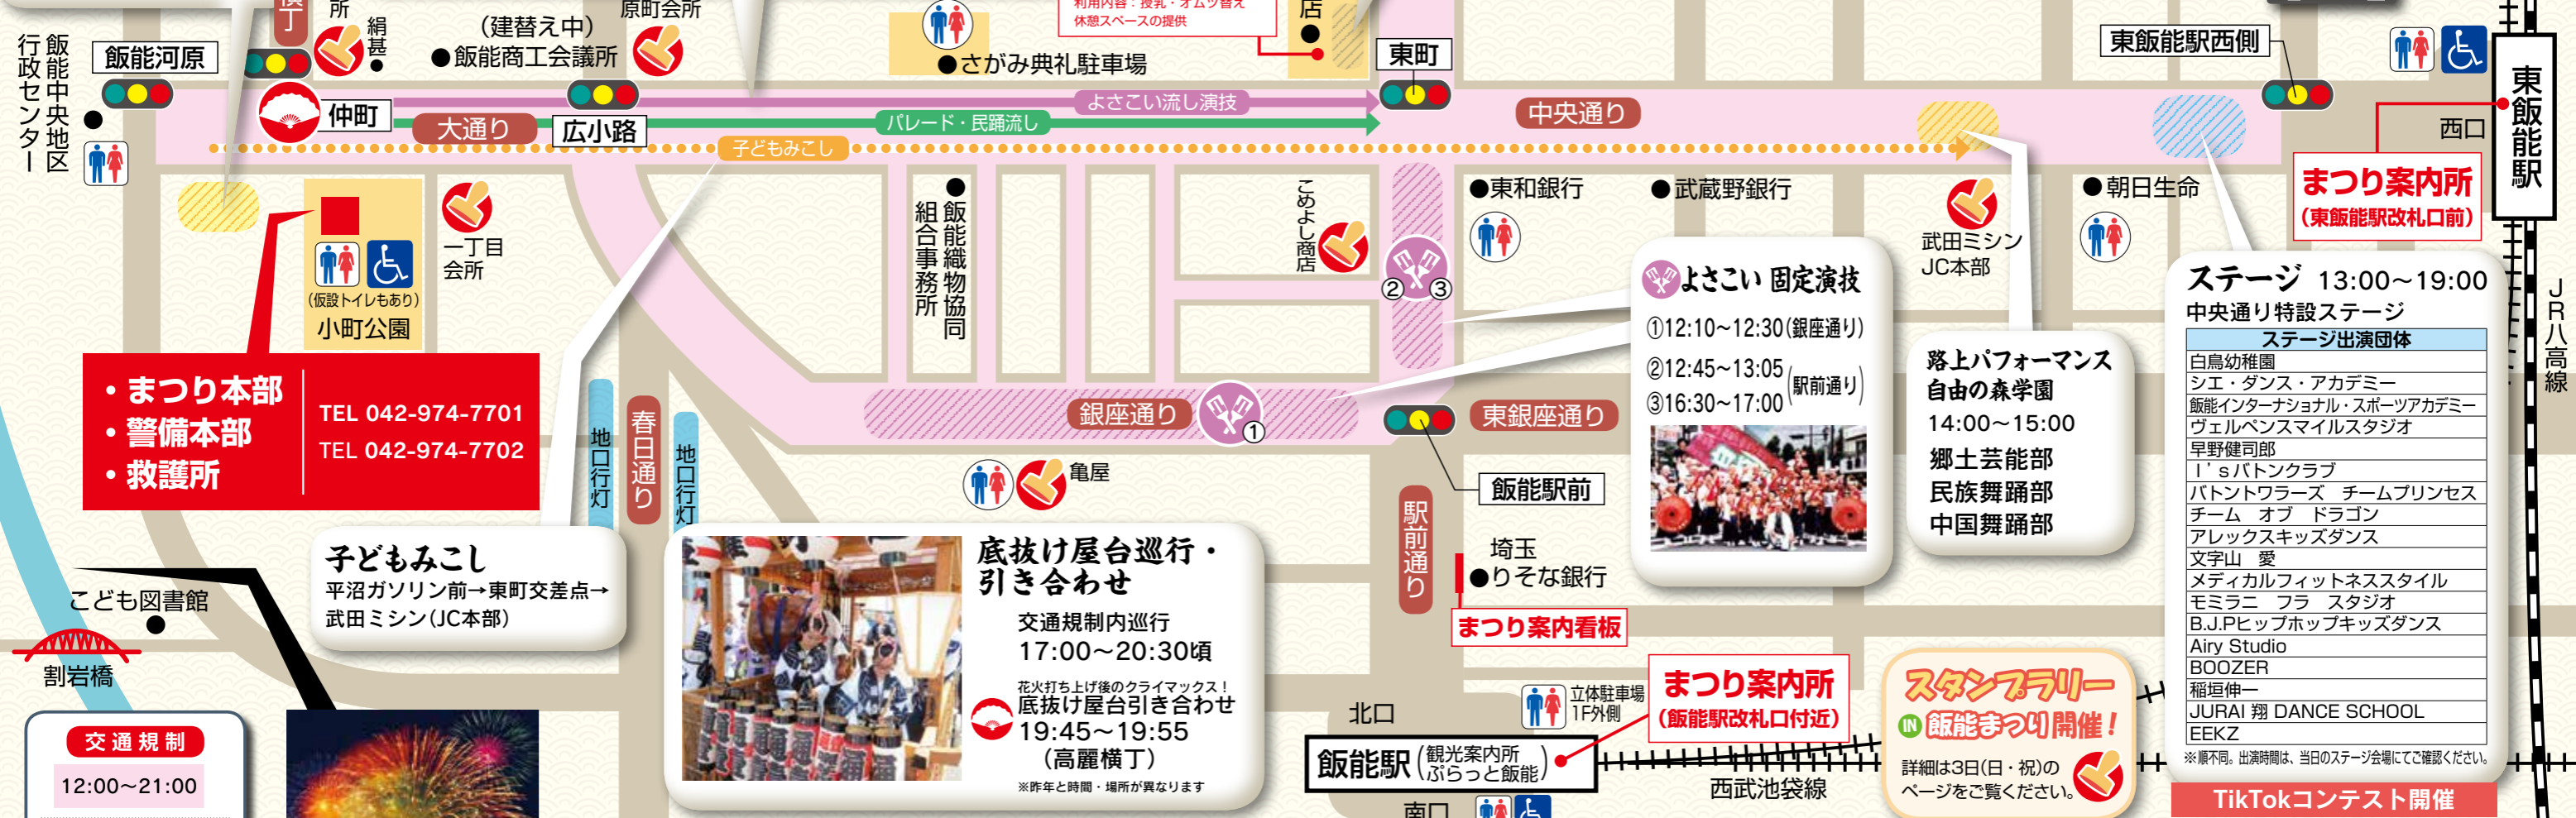 横丁
所
絹甚
(建替え中)
●飯能商工会議所
原町会所
●さがみ典礼駐車場
利用内容：授乳・オムツ替え
休憩スペースの提供
店
東町
東飯能駅西側
東飯能駅
西口
まつり案内所
(東飯能駅改札口前)
JR八高線
飯能中央地区
行政センター
飯能河原
仲町
大通り
広小路
よさこい流し演技
パレード・民踊流し
子どもみこし
中央通り
(仮設トイレもあり)
小町公園
一丁目
会所
●飯能織物協同
組合事務所
こめよし商店
●東和銀行
●武蔵野銀行
武田ミシン
JC本部
●朝日生命
②
③
・まつり本部
・警備本部
・救護所
TEL 042-974-7701
TEL 042-974-7702
地口行灯
春日通り
地口行灯
銀座通り
①
東銀座通り
亀屋
飯能駅前
駅前通り
埼玉
●りそな銀行
まつり案内看板
よさこい 固定演技
①12:10～12:30(銀座通り)
②12:45～13:05
③16:30～17:00
(駅前通り)
路上パフォーマンス
自由の森学園
14:00～15:00
郷土芸能部
民族舞踊部
中国舞踊部
ステージ 13:00～19:00
中央通り特設ステージ
ステージ出演団体
白鳥幼稚園
シエ・ダンス・アカデミー
飯能インターナショナル・スポーツアカデミー
ヴェルペンスマイルスタジオ
早野健司郎
I'sバトンクラブ
バトントワラーズ　チームプリンセス
チーム　オブ　ドラゴン
アレックスキッズダンス
文字山　愛
メディカルフィットネススタイル
モミラニ　フラ　スタジオ
B.J.Pヒップホップキッズダンス
Airy Studio
BOOZER
稲垣伸一
JURAI 翔 DANCE SCHOOL
EEKZ
※順不同。出演時間は、当日のステージ会場にてご確認ください。
TikTokコンテスト開催
子どもみこし
平沼ガソリン前→東町交差点→
武田ミシン(JC本部)
底抜け屋台巡行・
引き合わせ
交通規制内巡行
17:00～20:30頃
花火打ち上げ後のクライマックス！
底抜け屋台引き合わせ
19:45～19:55
(高麗横丁)
※昨年と時間・場所が異なります
こども図書館
割岩橋
交通規制
12:00～21:00
北口
立体駐車場
1F外側
まつり案内所
(飯能駅改札口付近)
飯能駅(観光案内所
ぷらっと飯能)
南口
西武池袋線
スタンプラリー
IN 飯能まつり開催！
詳細は3日(日・祝)の
ページをご覧ください。